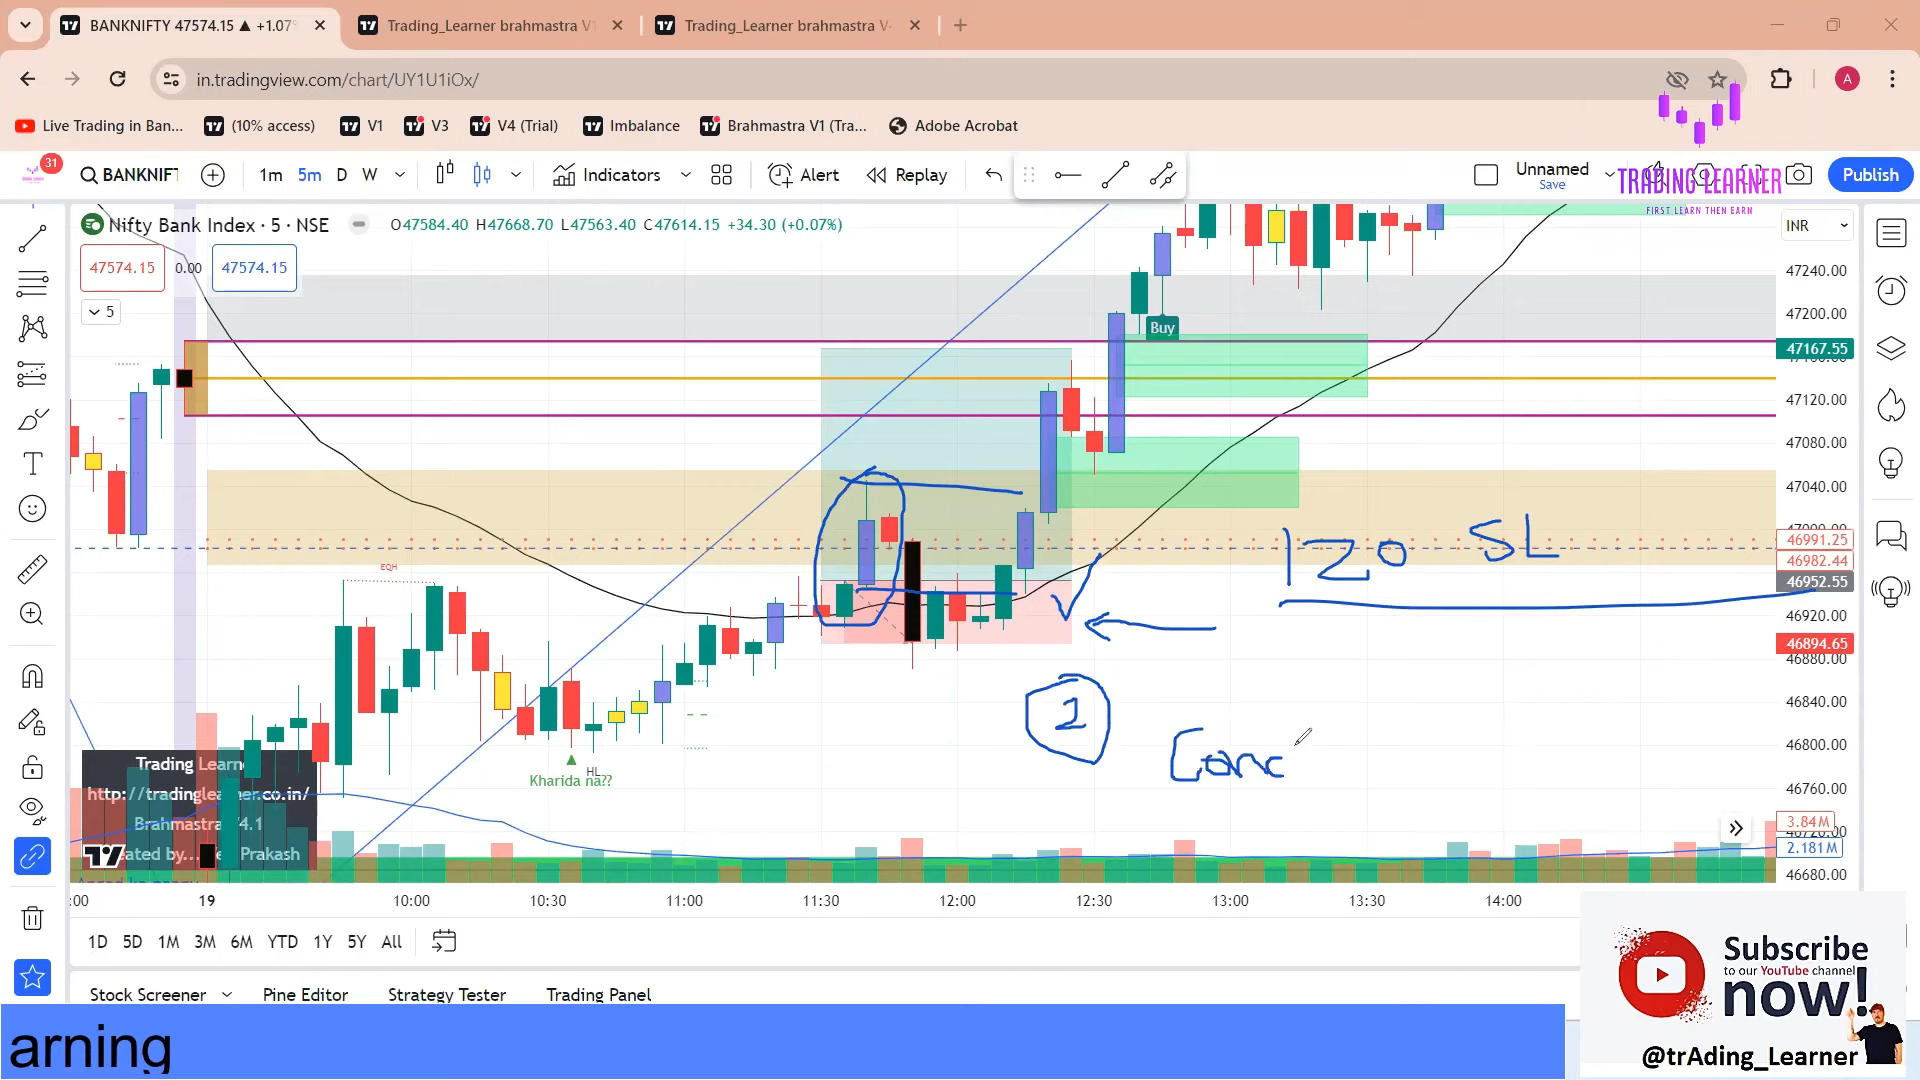 BANKNIFTY 47574.15 ▲ +1.07%
Trading_Learner brahmastra V
Trading_Learner brahmastra V
in.tradingview.com/chart/UY1U1iOx/
A
Live Trading in Ban...
(10% access)
V1
V3
V4 (Trial)
Imbalance
Brahmastra V1 (Tra...
Adobe Acrobat
31
BANKNIFT
1m
5m
D
W
Indicators
Alert
Replay
Unnamed
Save
Publish
TRADING LEARNER
FIRST LEARN THEN EARN
Nifty Bank Index · 5 · NSE
O47584.40 H47668.70 L47563.40 C47614.15 +34.30 (+0.07%)
INR
47574.15
0.00
47574.15
5
47240.00
47200.00
47167.55
47120.00
47080.00
47040.00
46991.25
46982.44
46952.55
46920.00
46894.65
46880.00
46840.00
46800.00
46760.00
3.84M
2.181M
46680.00
Buy
EQH
120 SL
HL
Kharida na??
Trading Learne
http://tradinglearner.co.in/
Brahmastra V4.1
Prakash
:00
19
10:00
10:30
11:00
11:30
12:00
12:30
13:00
13:30
14:00
1D
5D
1M
3M
6M
YTD
1Y
5Y
All
Stock Screener
Pine Editor
Strategy Tester
Trading Panel
arning
Subscribe
to our YouTube channel
now!
@trAding_Learner